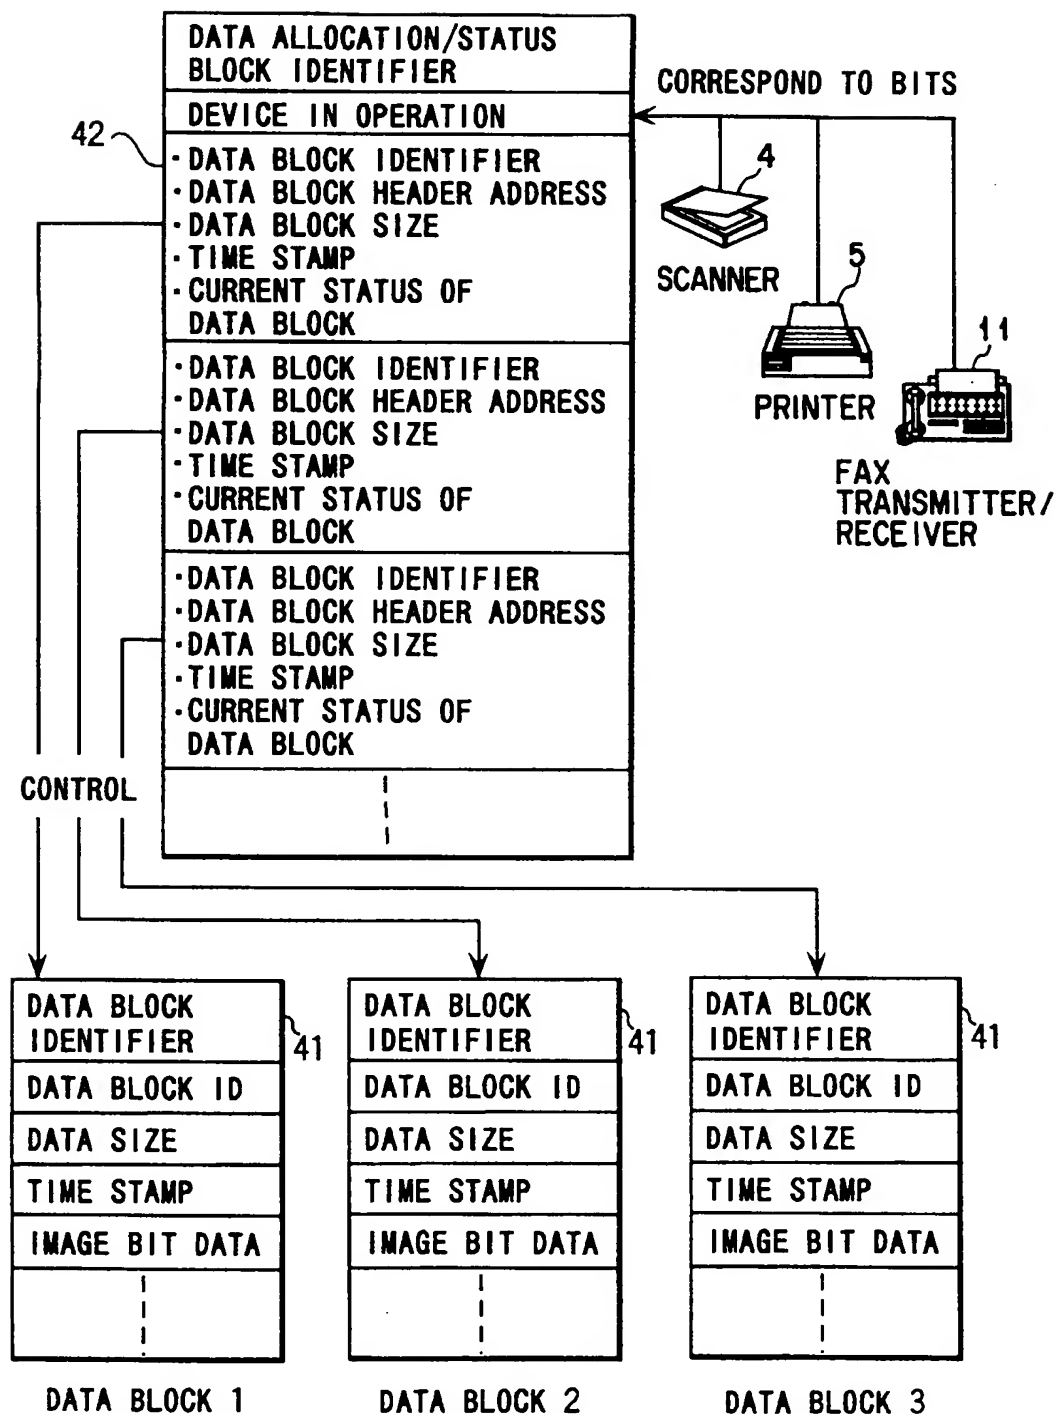 DATA ALLOCATION/STATUS
BLOCK IDENTIFIER
DEVICE IN OPERATION
42
·DATA BLOCK IDENTIFIER
·DATA BLOCK HEADER ADDRESS
·DATA BLOCK SIZE
·TIME STAMP
·CURRENT STATUS OF
DATA BLOCK
·DATA BLOCK IDENTIFIER
·DATA BLOCK HEADER ADDRESS
·DATA BLOCK SIZE
·TIME STAMP
·CURRENT STATUS OF
DATA BLOCK
·DATA BLOCK IDENTIFIER
·DATA BLOCK HEADER ADDRESS
·DATA BLOCK SIZE
·TIME STAMP
·CURRENT STATUS OF
DATA BLOCK
CORRESPOND TO BITS
4
SCANNER
5
PRINTER
11
FAX
TRANSMITTER/
RECEIVER
CONTROL
DATA BLOCK
IDENTIFIER
41
DATA BLOCK ID
DATA SIZE
TIME STAMP
IMAGE BIT DATA
DATA BLOCK 1
DATA BLOCK
IDENTIFIER
41
DATA BLOCK ID
DATA SIZE
TIME STAMP
IMAGE BIT DATA
DATA BLOCK 2
DATA BLOCK
IDENTIFIER
41
DATA BLOCK ID
DATA SIZE
TIME STAMP
IMAGE BIT DATA
DATA BLOCK 3